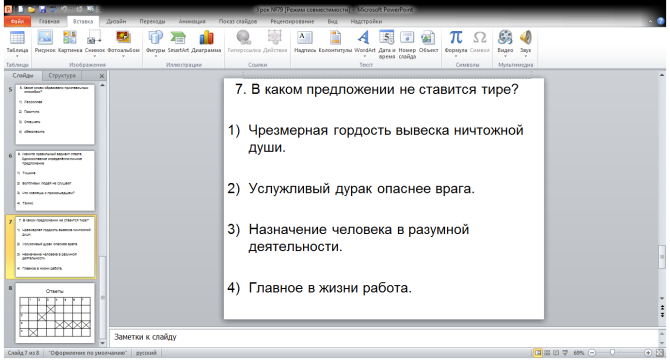 Урок №79 [Режим совместимости] - Microsoft PowerPoint
Файл Главная Вставка Дизайн Переходы Анимация Показ слайдов Рецензирование Вид Надстройки
Таблица Рисунок Картинка Снимок Фотоальбом Фигуры SmartArt Диаграмма Гиперссылка Действие Надпись Колонтитулы WordArt Дата и время Номер слайда Объект Формула Символ Видео Звук
Таблицы Изображения Иллюстрации Ссылки Текст Символы Мультимедиа
Слайды Структура
5
6
7
7. В каком предложении не ставится тире?
1) Чрезмерная гордость вывеска ничтожной
души.
2) Услужливый дурак опаснее врага.
3) Назначение человека в разумной
деятельности.
4) Главное в жизни работа.
8
Ответы
7. В каком предложении не ставится тире?
1) Чрезмерная гордость вывеска ничтожной
души.
2) Услужливый дурак опаснее врага.
3) Назначение человека в разумной
деятельности.
4) Главное в жизни работа.
Заметки к слайду
Слайд 7 из 8 "Оформление по умолчанию" русский 69%